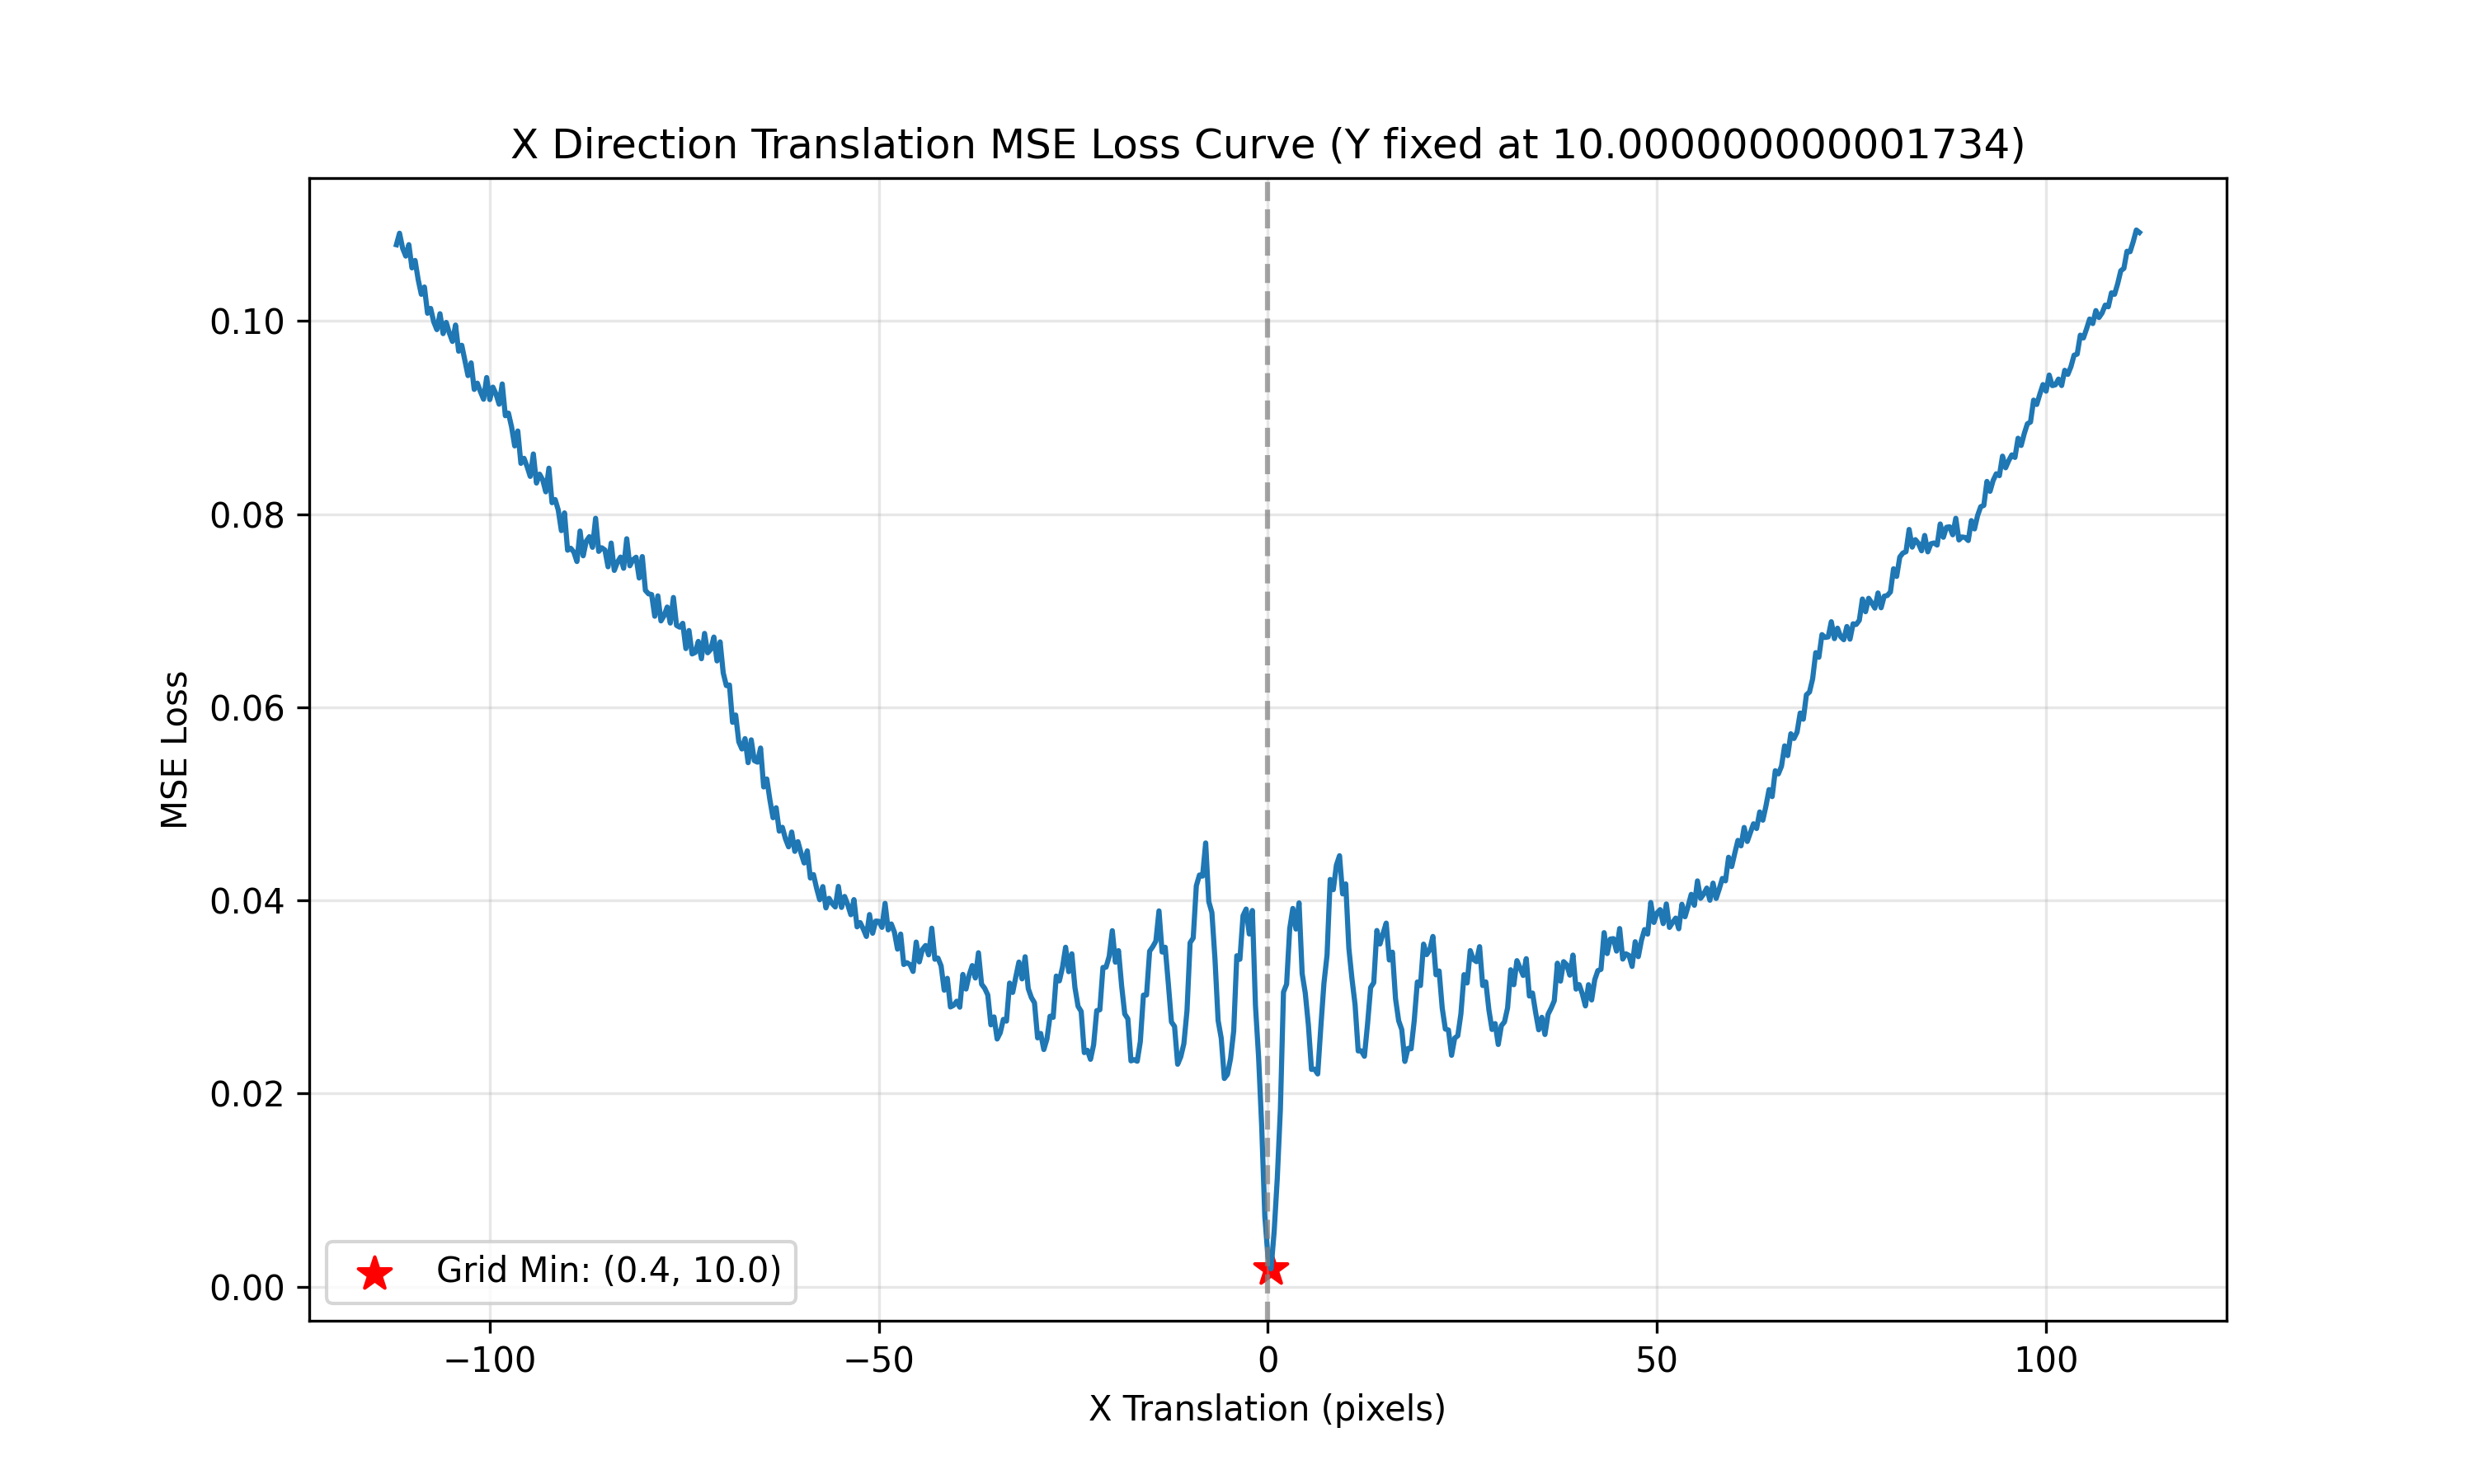 X Direction Translation MSE Loss Curve (Y fixed at 10.000000000001734)
MSE Loss
0.10
0.08
0.06
0.04
0.02
0.00
Grid Min: (0.4, 10.0)
−100
−50
0
50
100
X Translation (pixels)